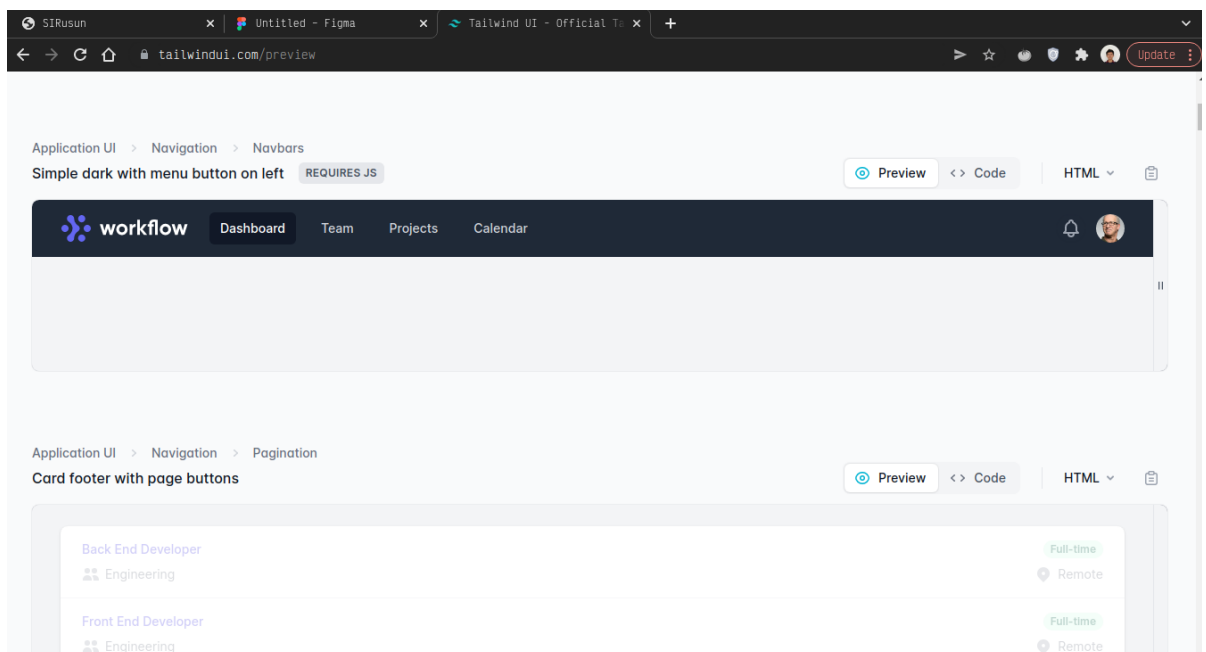 SIRusun
Untitled - Figma
Tailwind UI - Official Ta
tailwindui.com/preview
Update
Application UI > Navigation > Navbars
Simple dark with menu button on left REQUIRES JS
Preview <> Code HTML
workflow Dashboard Team Projects Calendar
Application UI > Navigation > Pagination
Card footer with page buttons
Preview <> Code HTML
Back End Developer Full-time
Engineering Remote
Front End Developer Full-time
Engineering Remote